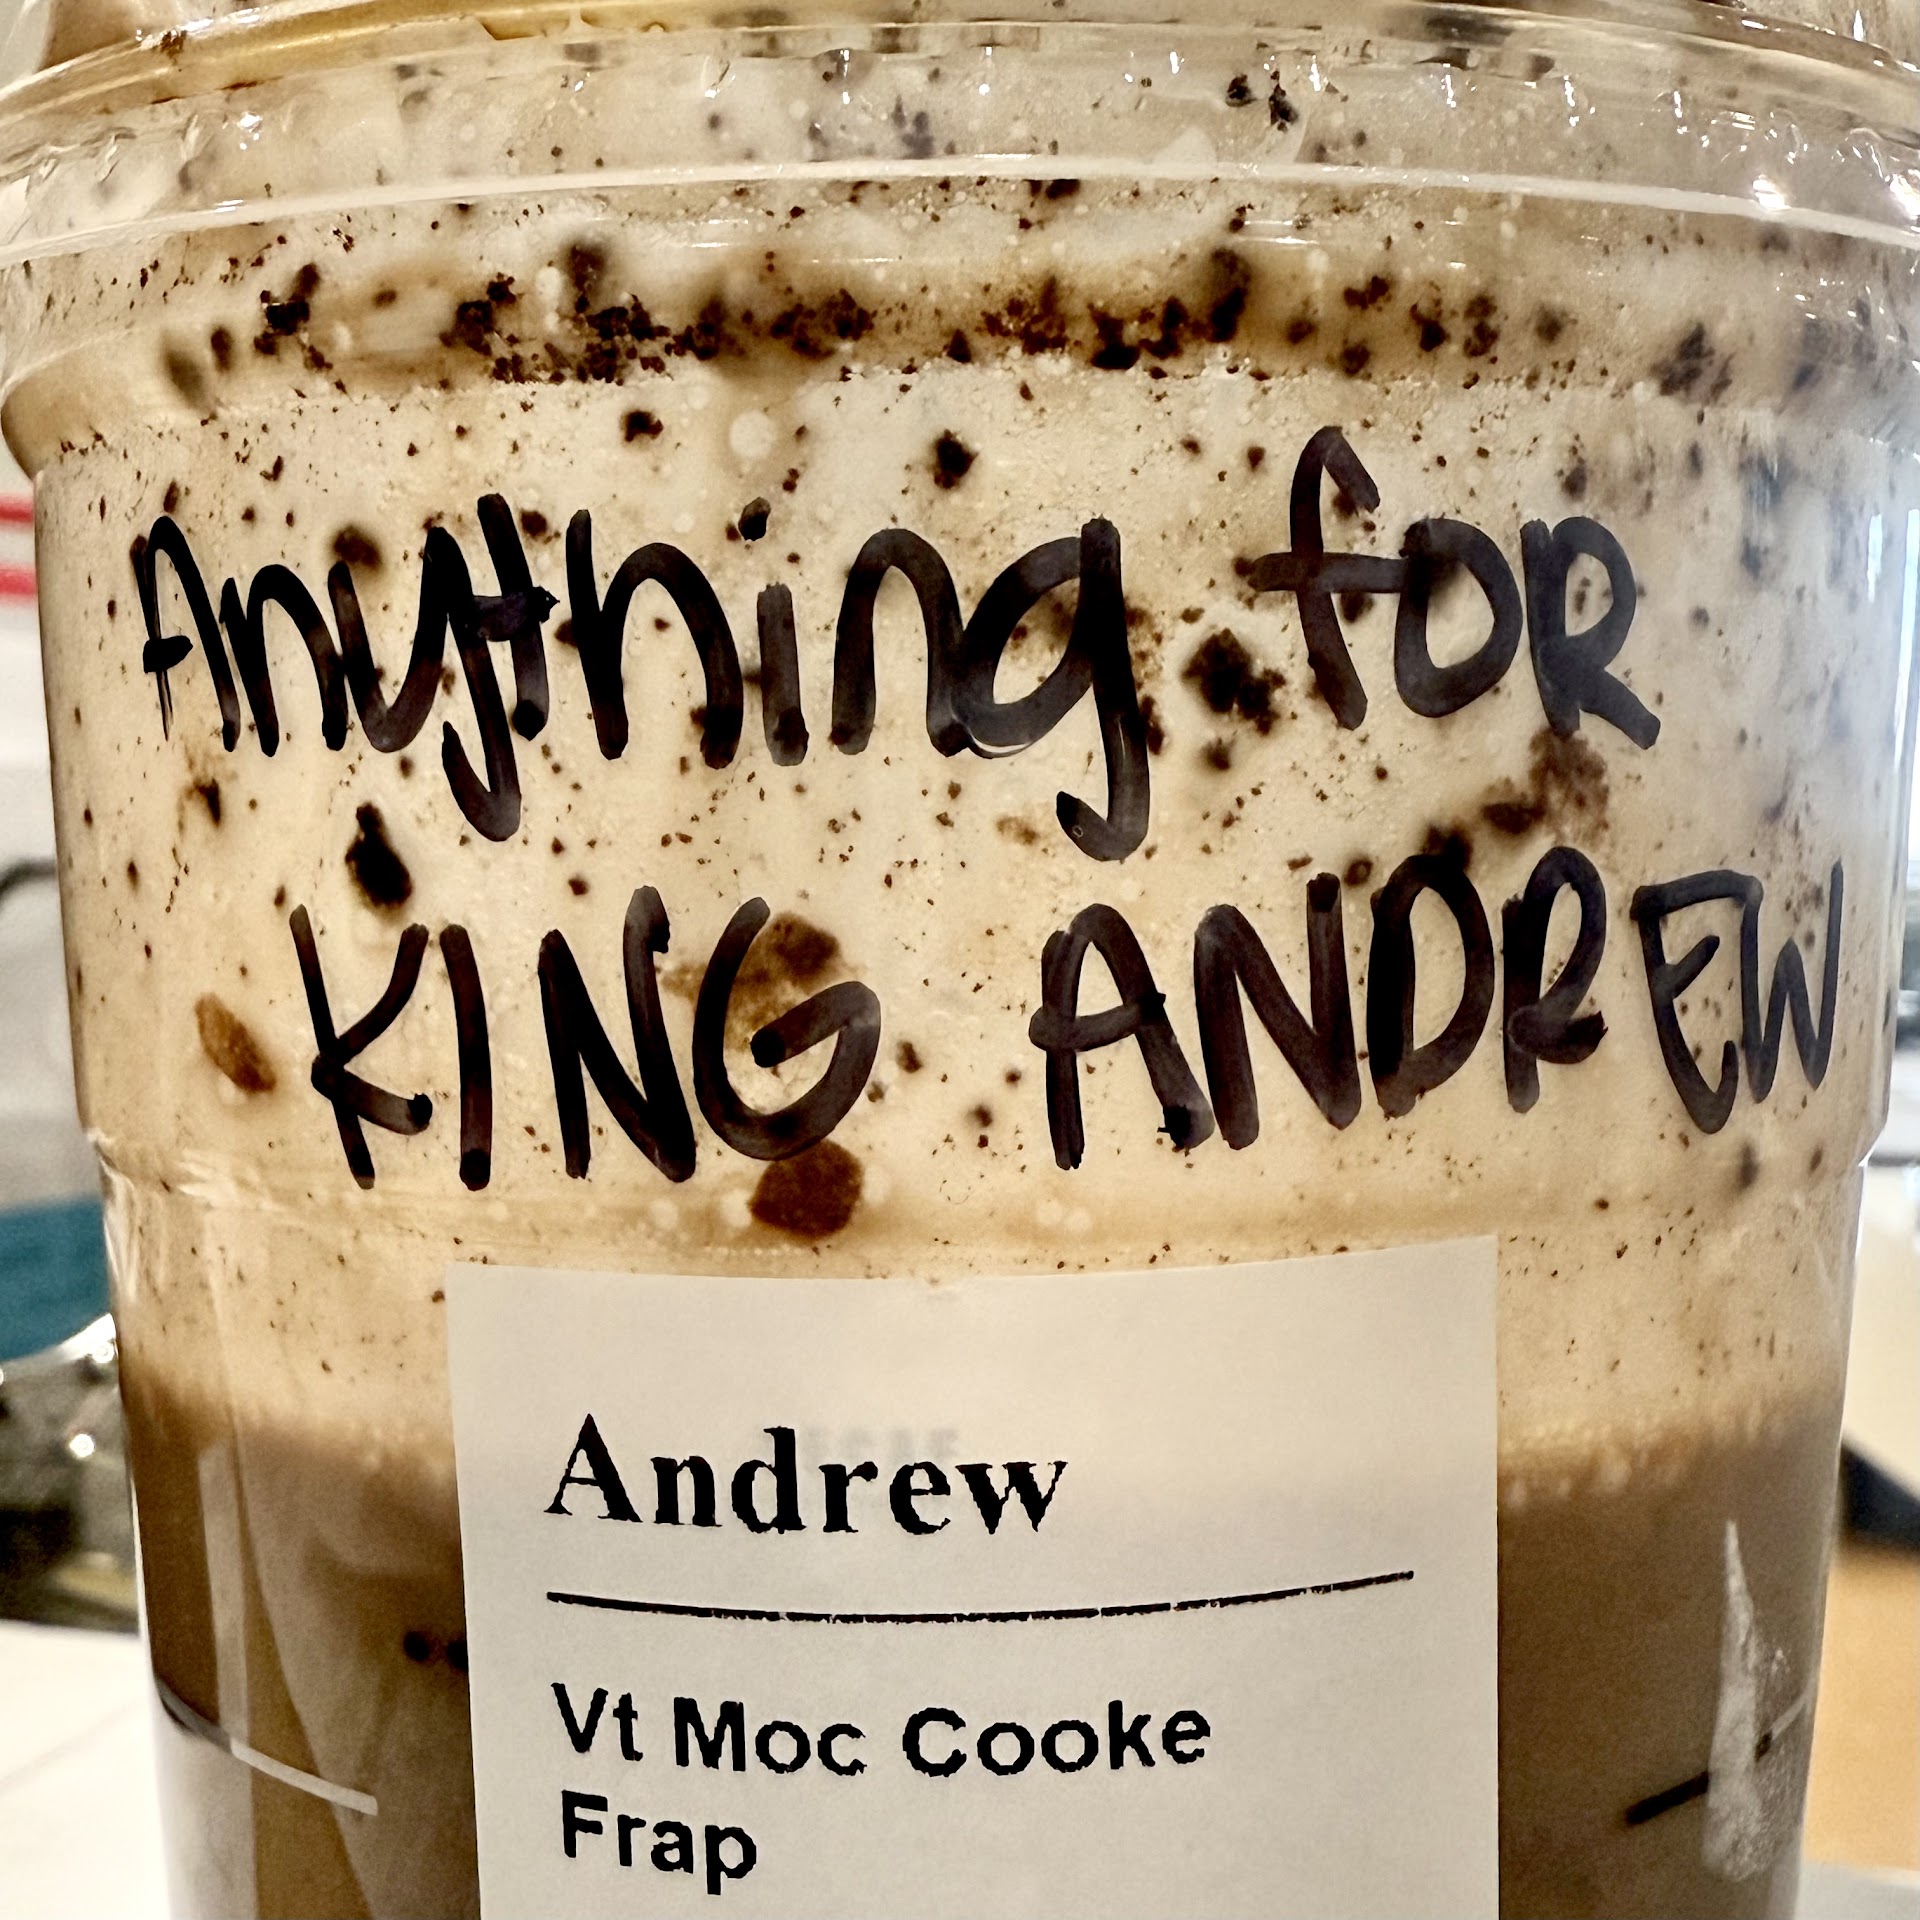 Anything for
KING ANDREW
Andrew
Vt Moc Cooke
Frap